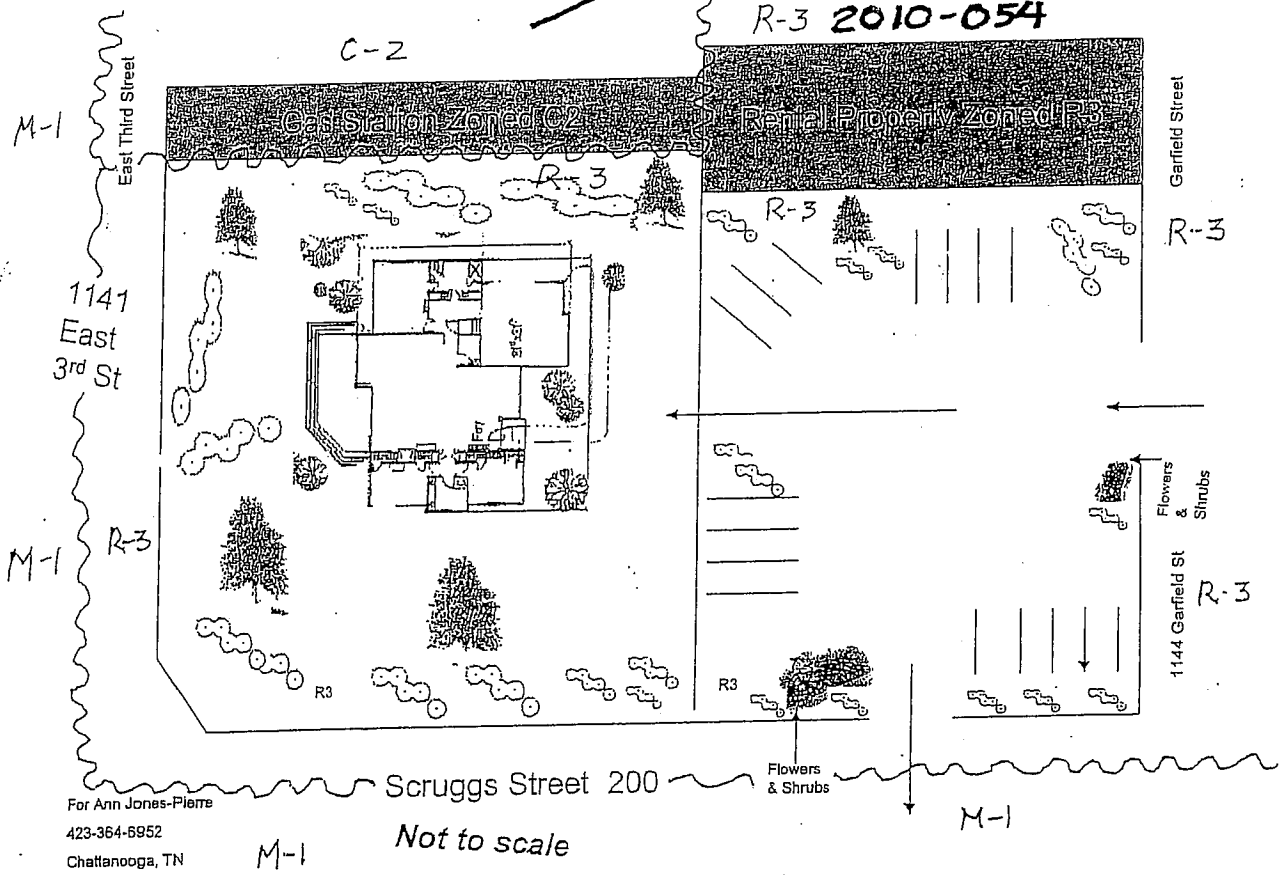 R-3 2010-054
C-2
East Third Street
M-1
Gas Station Zoned C2
Rental Property Zoned R3
Garfield Street
R-3
R-3
R-3
1141
East
3rd St
Foy
M-1
R-3
Flowers
&
Shrubs
1144 Garfield St
R-3
R3
R3
Flowers
& Shrubs
Scruggs Street 200
For Ann Jones-Pierre
423-364-6952
Chattanooga, TN
M-1
Not to scale
M-1